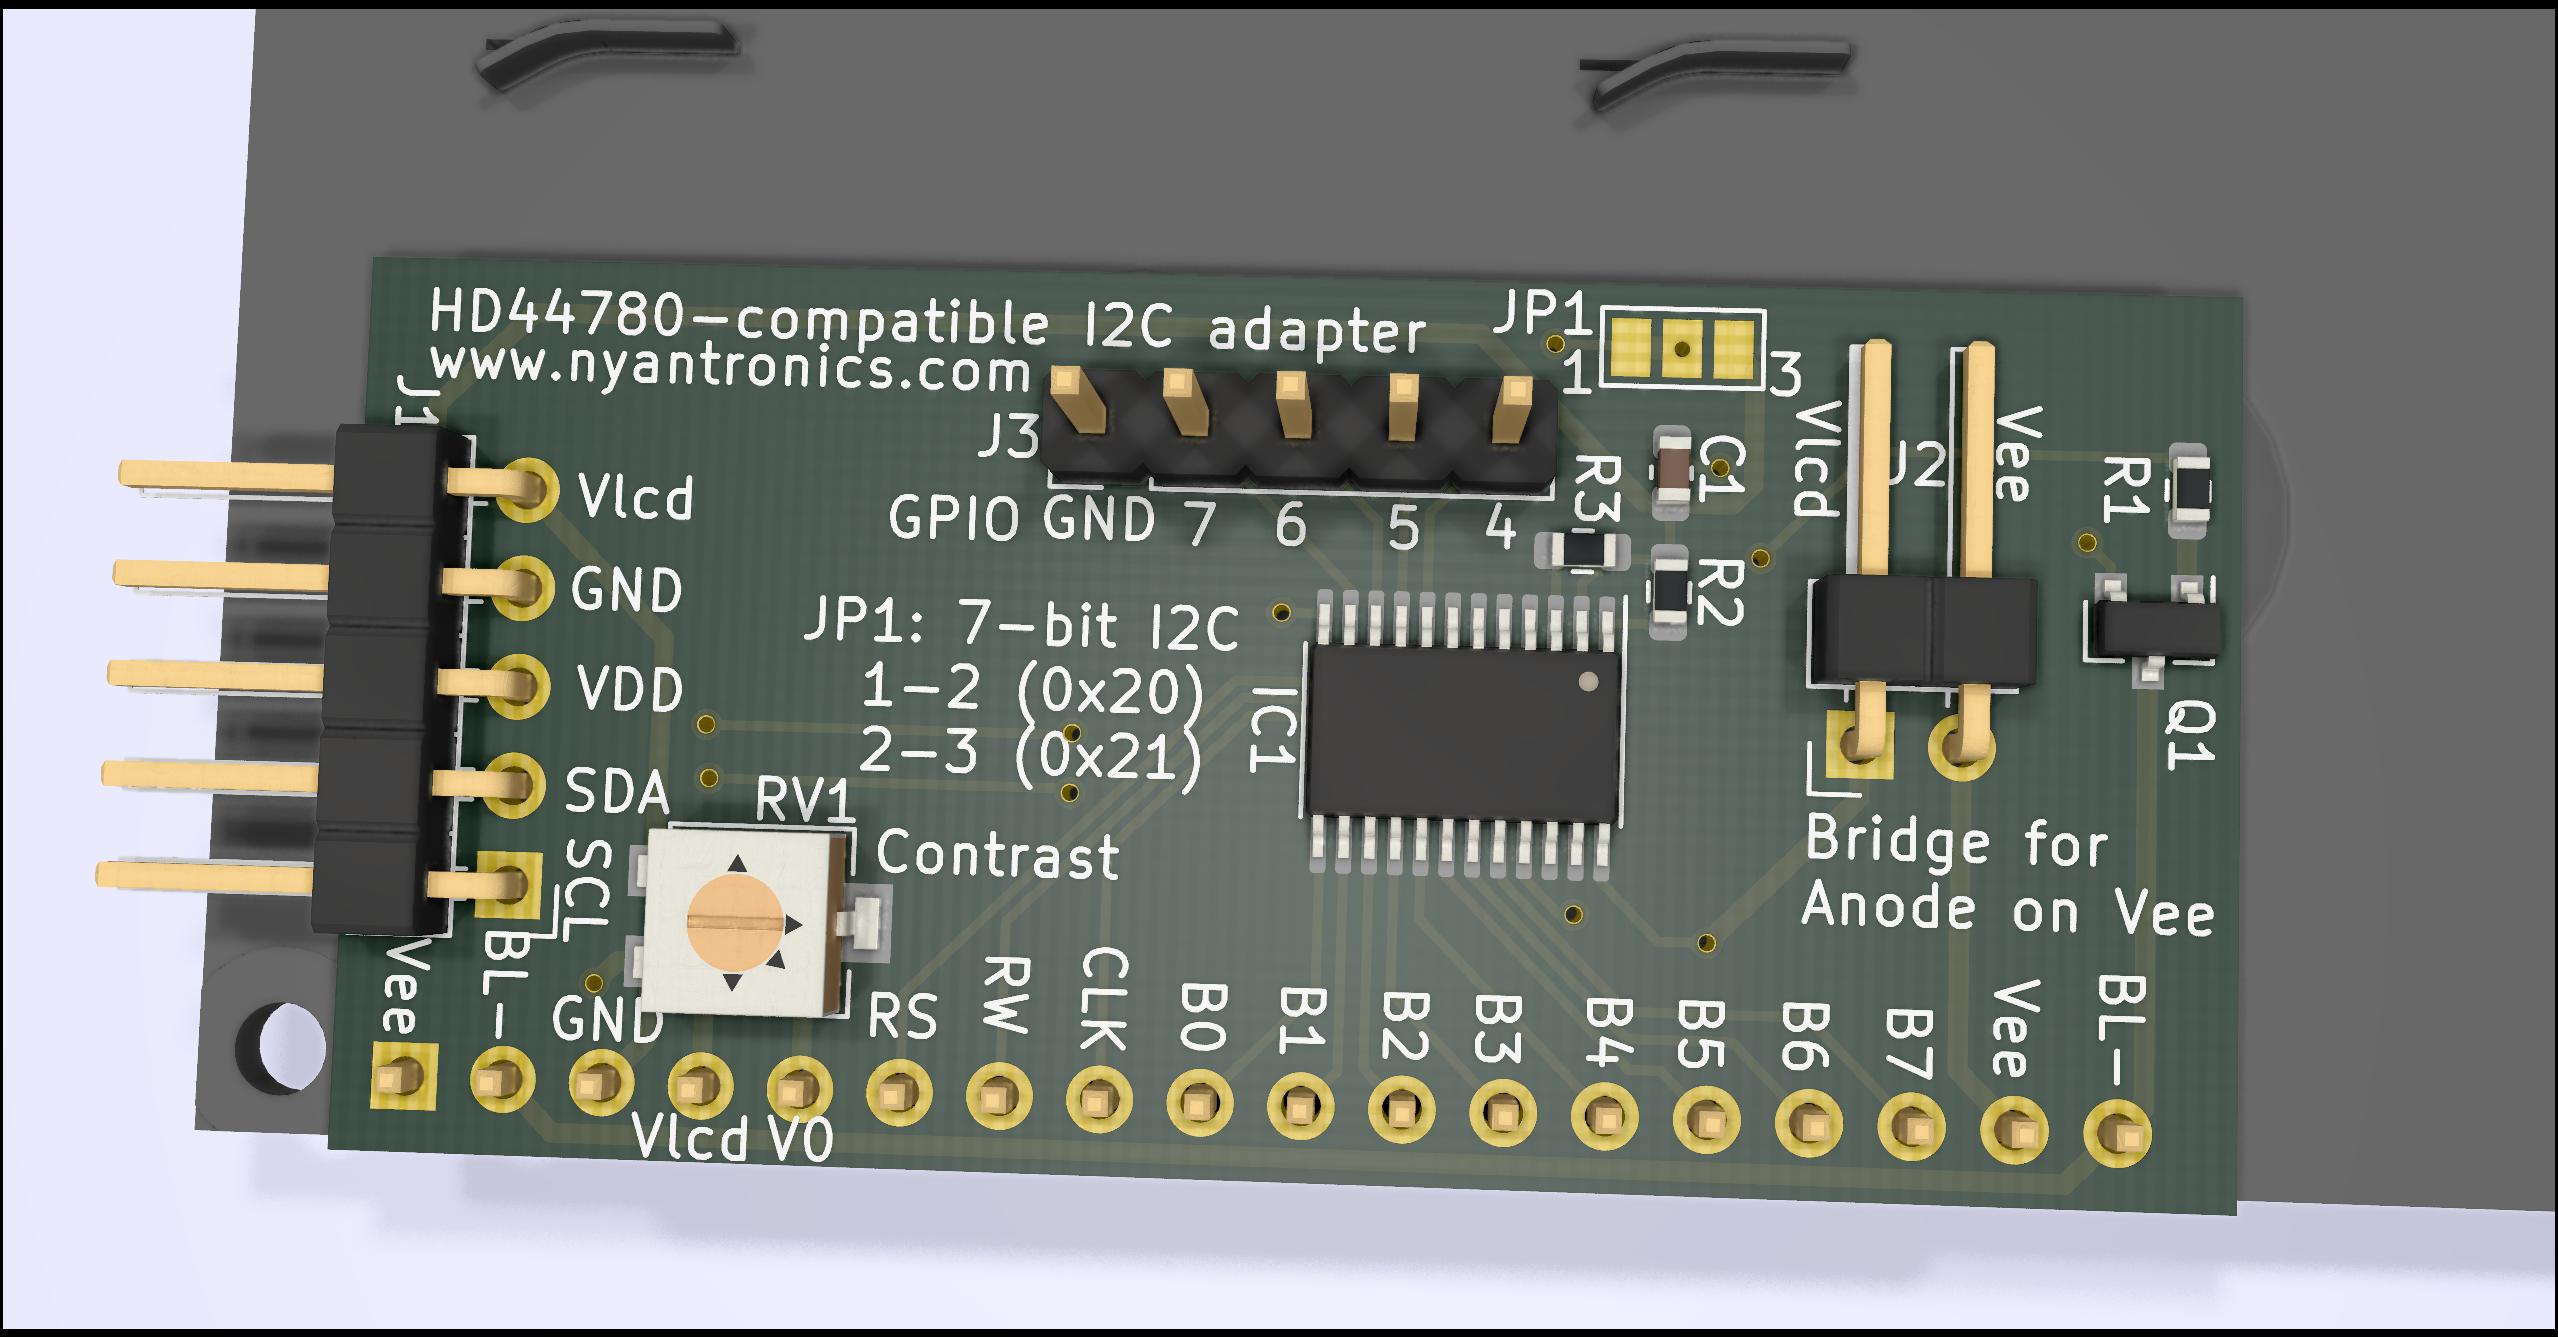 HD44780-compatible I2C adapter
www.nyantronics.com
JP1
1
3
J1
J3
Vlcd
GND
VDD
SDA
SCL
GPIO GND 7 6 5 4
R3
C1
R2
Vlcd
J2
Vee
R1
Q1
JP1: 7-bit I2C
1-2 (0x20)
2-3 (0x21)
IC1
RV1
Contrast
Bridge for
Anode on Vee
Vee
BL-
GND
Vlcd
V0
RS
RW
CLK
B0
B1
B2
B3
B4
B5
B6
B7
Vee
BL-